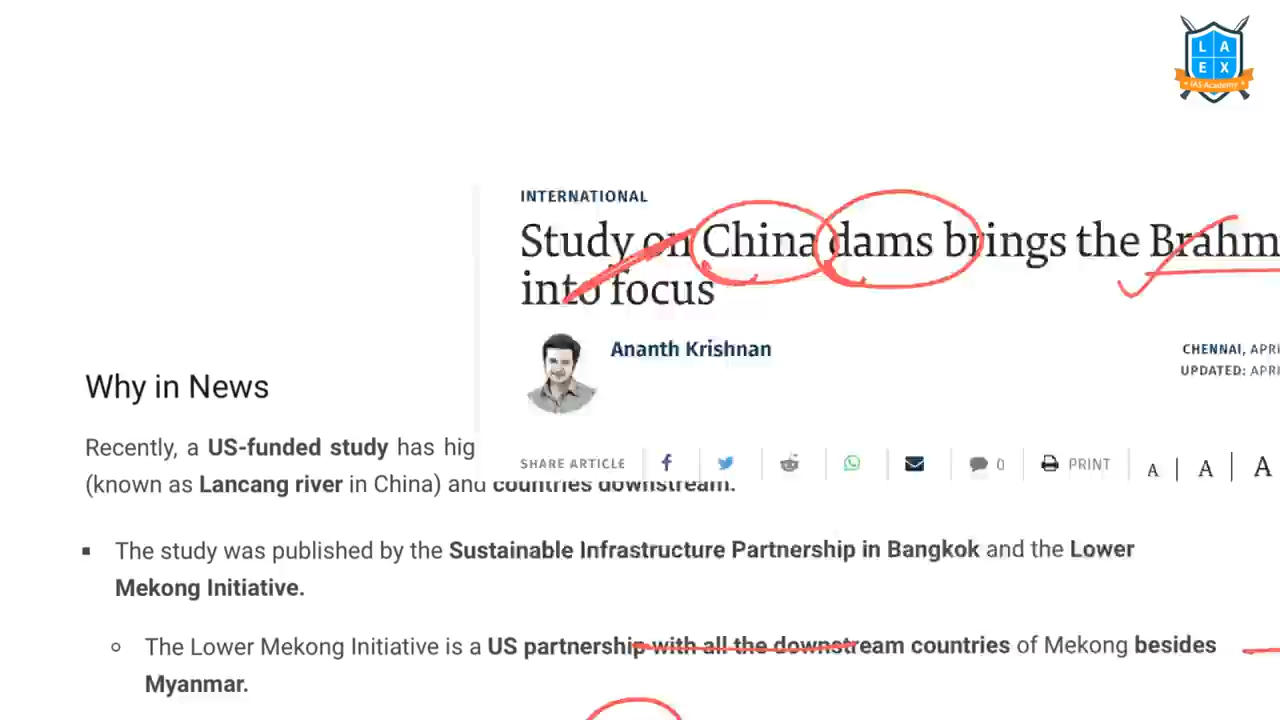 L A
E X
IAS Academy
INTERNATIONAL
Study on China dams brings the Brahm
into focus
Ananth Krishnan
CHENNAI, APRI
UPDATED: APRI
Why in News
Recently, a US-funded study has hig
SHARE ARTICLE 0 PRINT A A A
(known as Lancang river in China) and countries downstream.
▪ The study was published by the Sustainable Infrastructure Partnership in Bangkok and the Lower
Mekong Initiative.
○ The Lower Mekong Initiative is a US partnership with all the downstream countries of Mekong besides
Myanmar.